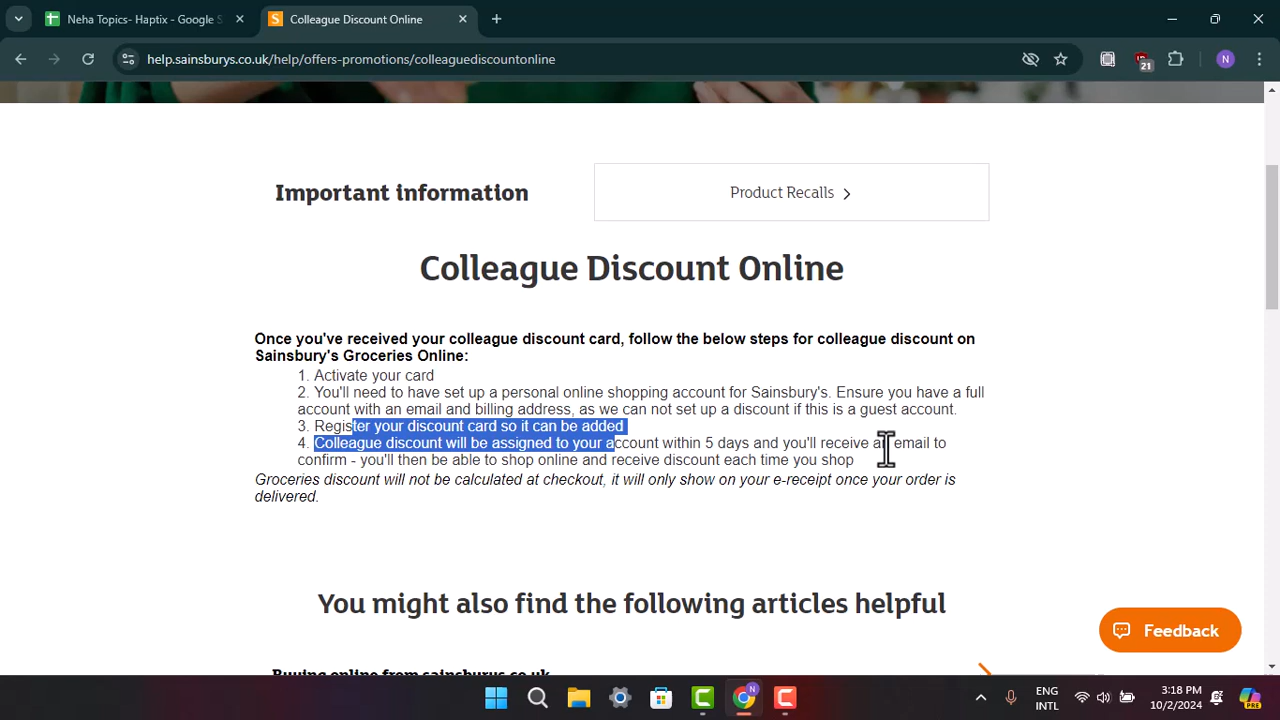 Neha Topics- Haptix - Google S
Colleague Discount Online
help.sainsburys.co.uk/help/offers-promotions/colleaguediscountonline
21
N
Important information
Product Recalls
Colleague Discount Online
Once you've received your colleague discount card, follow the below steps for colleague discount on
Sainsbury's Groceries Online:
1. Activate your card
2. You'll need to have set up a personal online shopping account for Sainsbury's. Ensure you have a full
account with an email and billing address, as we can not set up a discount if this is a guest account.
3. Register your discount card so it can be added
4. Colleague discount will be assigned to your account within 5 days and you'll receive an email to
confirm - you'll then be able to shop online and receive discount each time you shop
Groceries discount will not be calculated at checkout, it will only show on your e-receipt once your order is
delivered.
You might also find the following articles helpful
Buying online from sainsburys.co.uk
Feedback
N
ENG
INTL
3:18 PM
10/2/2024
PRE